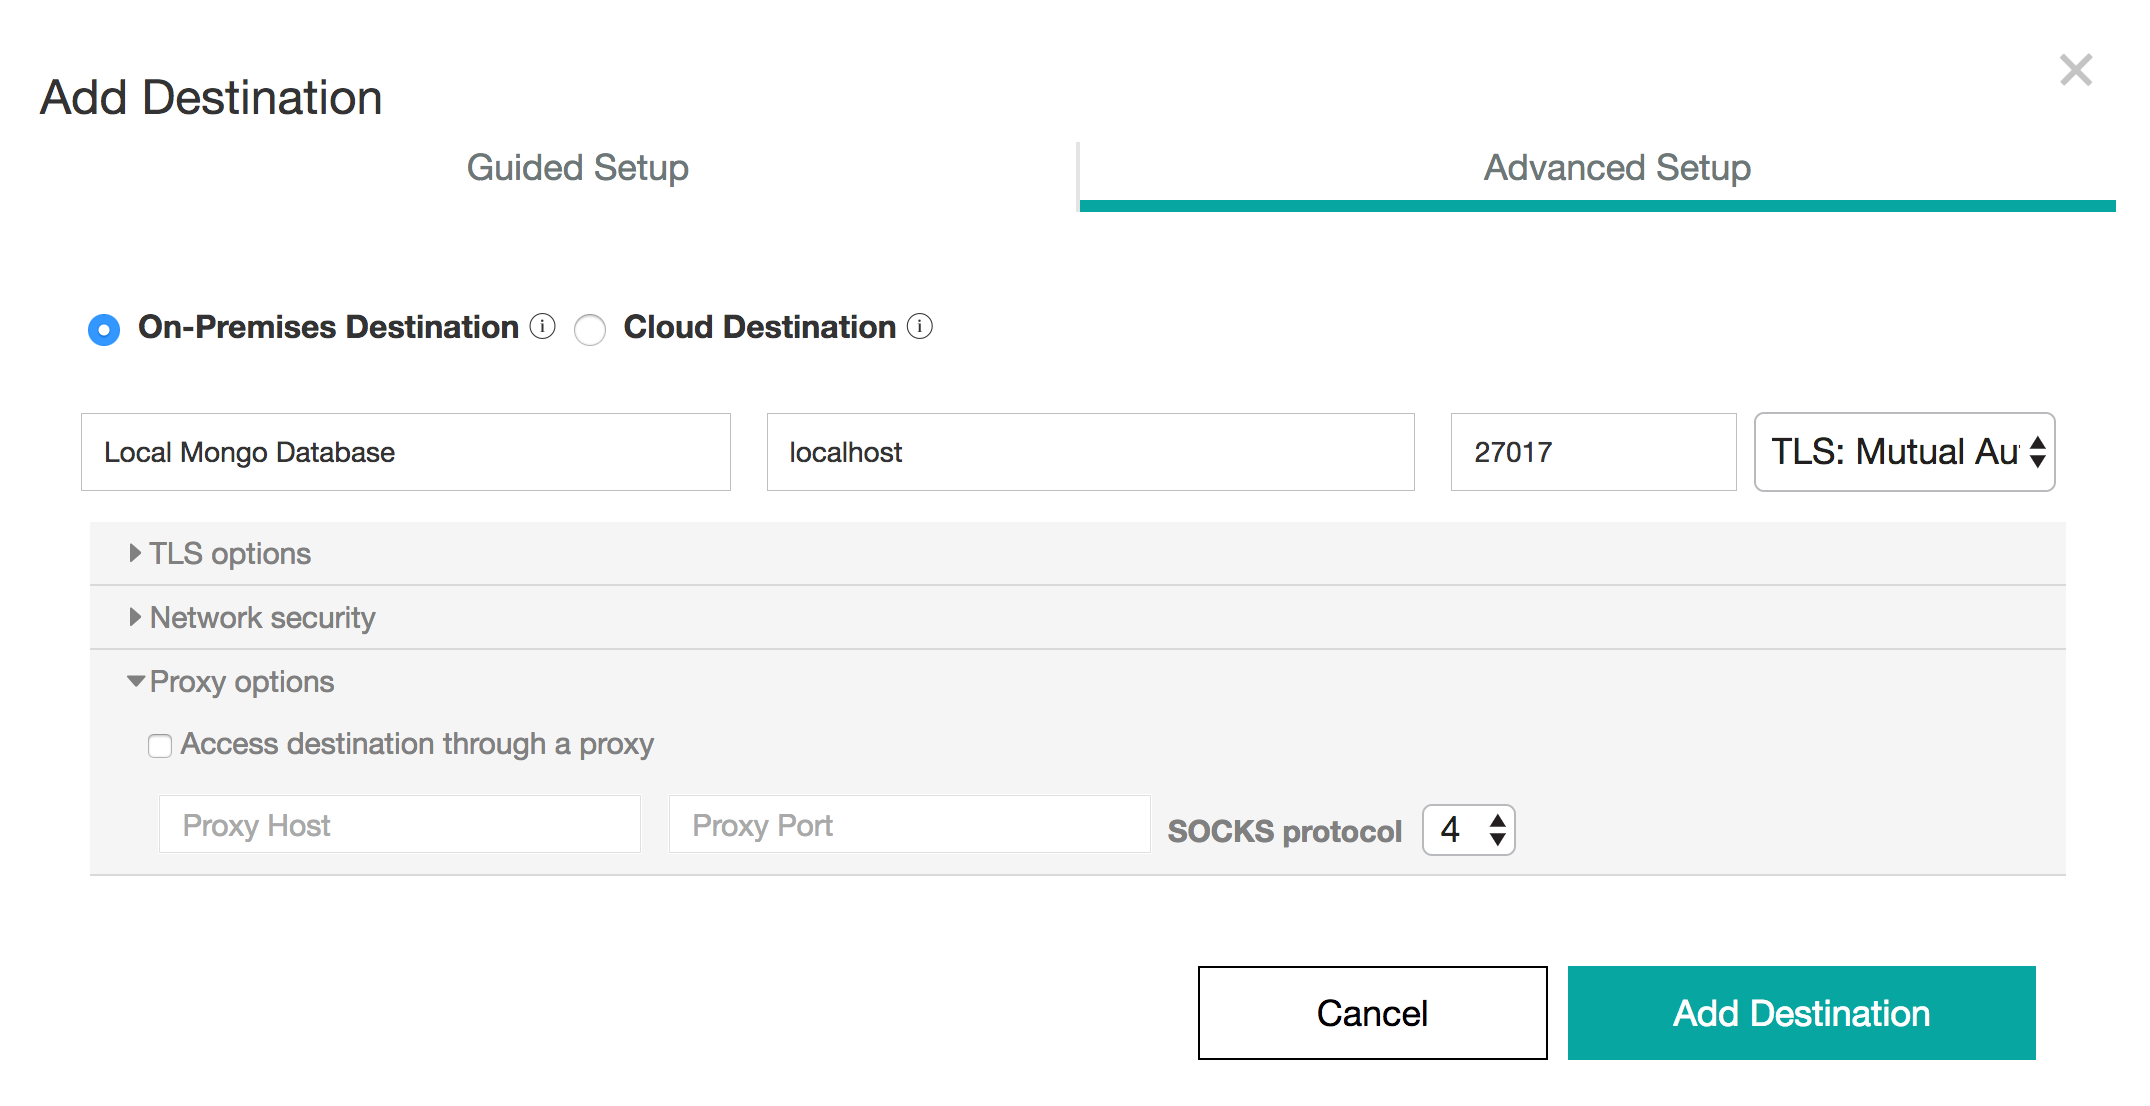 Add Destination
Guided Setup
Advanced Setup
On-Premises Destination
Cloud Destination
Local Mongo Database
localhost
27017
TLS: Mutual Au
TLS options
Network security
Proxy options
Access destination through a proxy
Proxy Host
Proxy Port
SOCKS protocol
4
Cancel
Add Destination